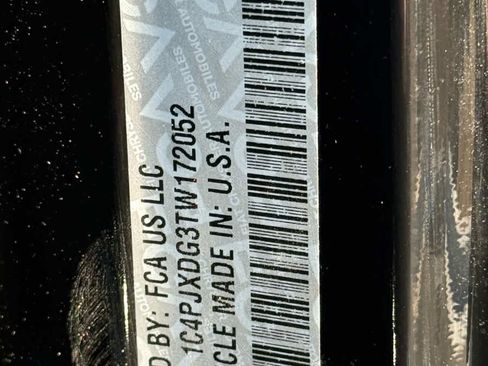 D BY: FCA US LLC
1C4PJXDG3TW172052
CLE MADE IN: U.S.A.